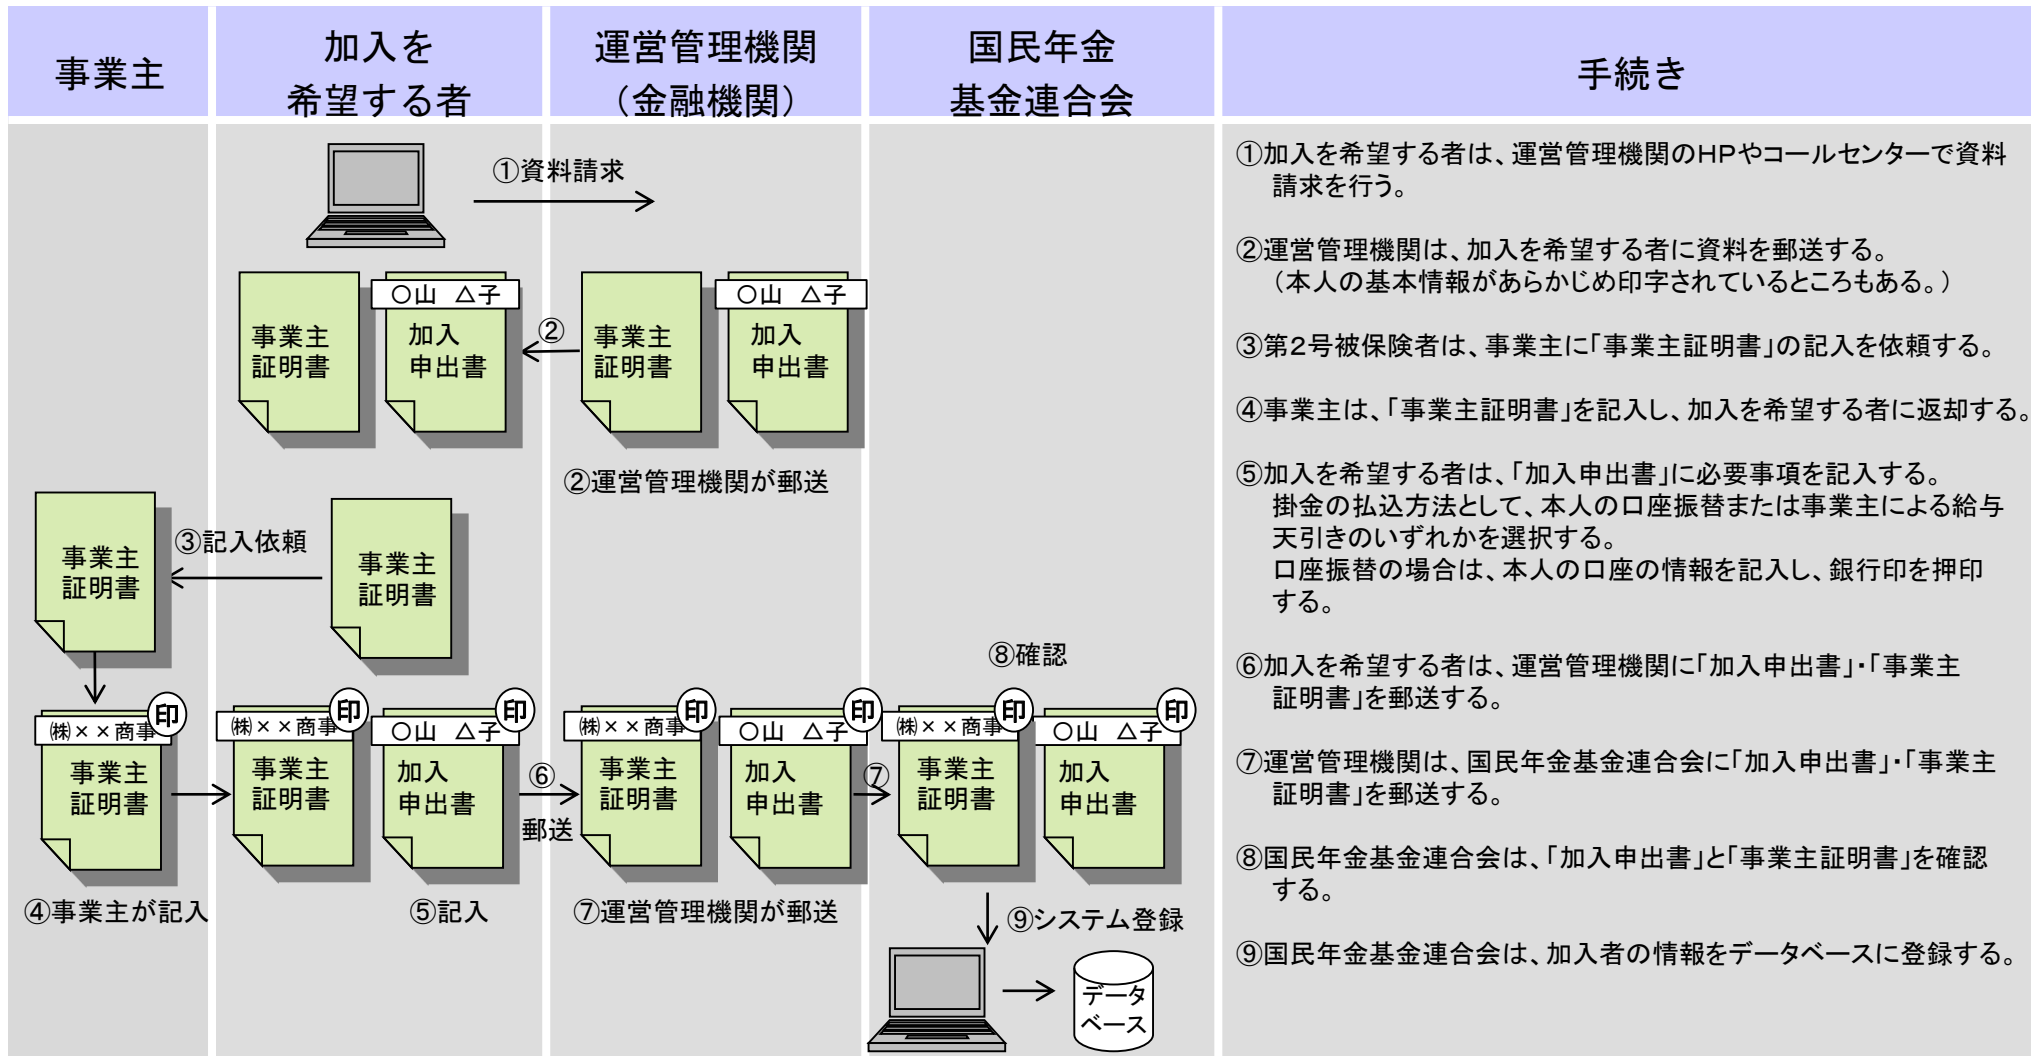 事業主
加入を
希望する者
運営管理機関
（金融機関）
国民年金
基金連合会
手続き
①資料請求
事業主
証明書
〇山　△子
加入
申出書
②
事業主
証明書
〇山　△子
加入
申出書
②運営管理機関が郵送
事業主
証明書
③記入依頼
事業主
証明書
⑧確認
㈱××商事
印
事業主
証明書
㈱××商事
印
事業主
証明書
〇山　△子
印
加入
申出書
⑥
郵送
㈱××商事
印
事業主
証明書
〇山　△子
印
加入
申出書
⑦
㈱××商事
印
事業主
証明書
〇山　△子
印
加入
申出書
④事業主が記入
⑤記入
⑦運営管理機関が郵送
⑨システム登録
データ
ベース
①加入を希望する者は、運営管理機関のHPやコールセンターで資料
請求を行う。
②運営管理機関は、加入を希望する者に資料を郵送する。
（本人の基本情報があらかじめ印字されているところもある。）
③第2号被保険者は、事業主に「事業主証明書」の記入を依頼する。
④事業主は、「事業主証明書」を記入し、加入を希望する者に返却する。
⑤加入を希望する者は、「加入申出書」に必要事項を記入する。
掛金の払込方法として、本人の口座振替または事業主による給与
天引きのいずれかを選択する。
口座振替の場合は、本人の口座の情報を記入し、銀行印を押印
する。
⑥加入を希望する者は、運営管理機関に「加入申出書」・「事業主
証明書」を郵送する。
⑦運営管理機関は、国民年金基金連合会に「加入申出書」・「事業主
証明書」を郵送する。
⑧国民年金基金連合会は、「加入申出書」と「事業主証明書」を確認
する。
⑨国民年金基金連合会は、加入者の情報をデータベースに登録する。